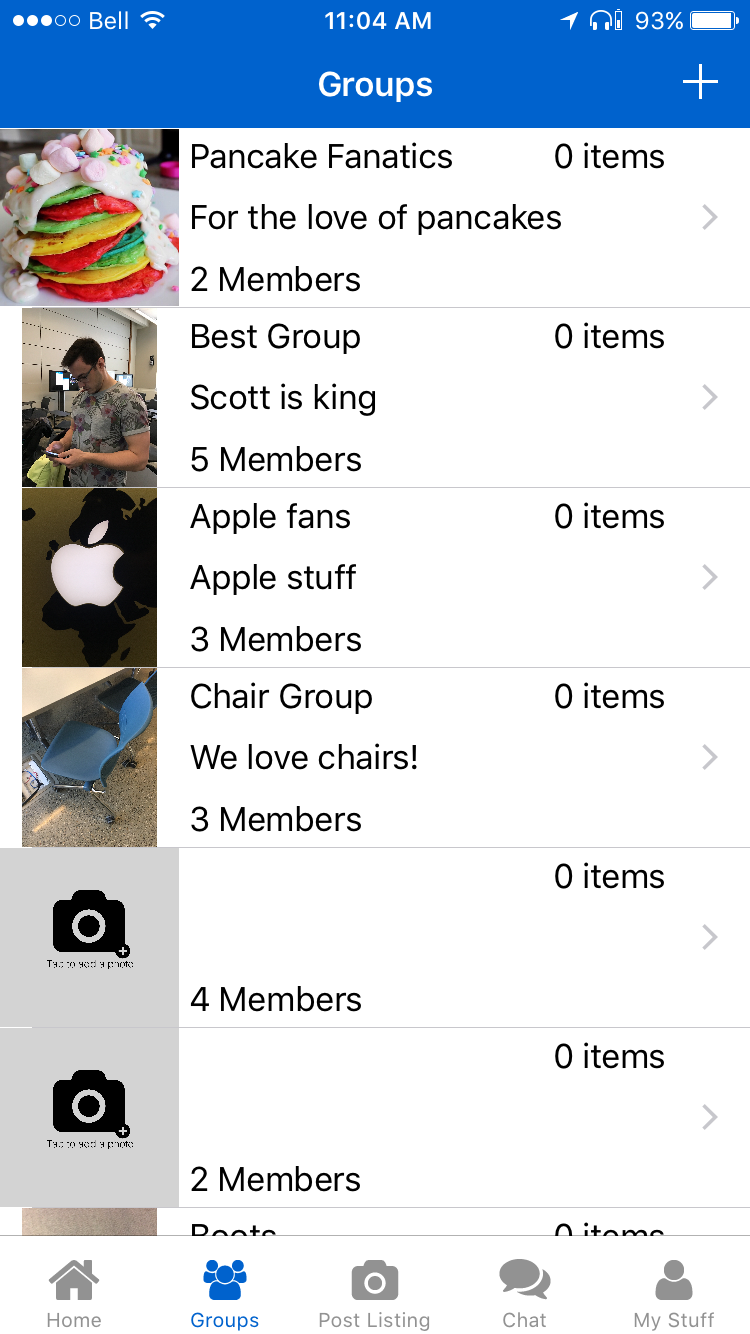 Bell 11:04 AM 93%
Groups
Pancake Fanatics 0 items
For the love of pancakes
2 Members
Best Group 0 items
Scott is king
5 Members
Apple fans 0 items
Apple stuff
3 Members
Chair Group 0 items
We love chairs!
3 Members
0 items
Tap to add a photo
4 Members
0 items
Tap to add a photo
2 Members
Boots 0 items
Home Groups Post Listing Chat My Stuff